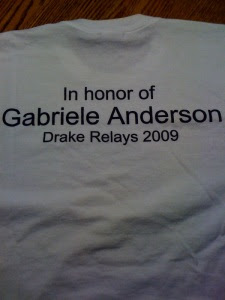 In honor of
Gabriele Anderson
Drake Relays 2009